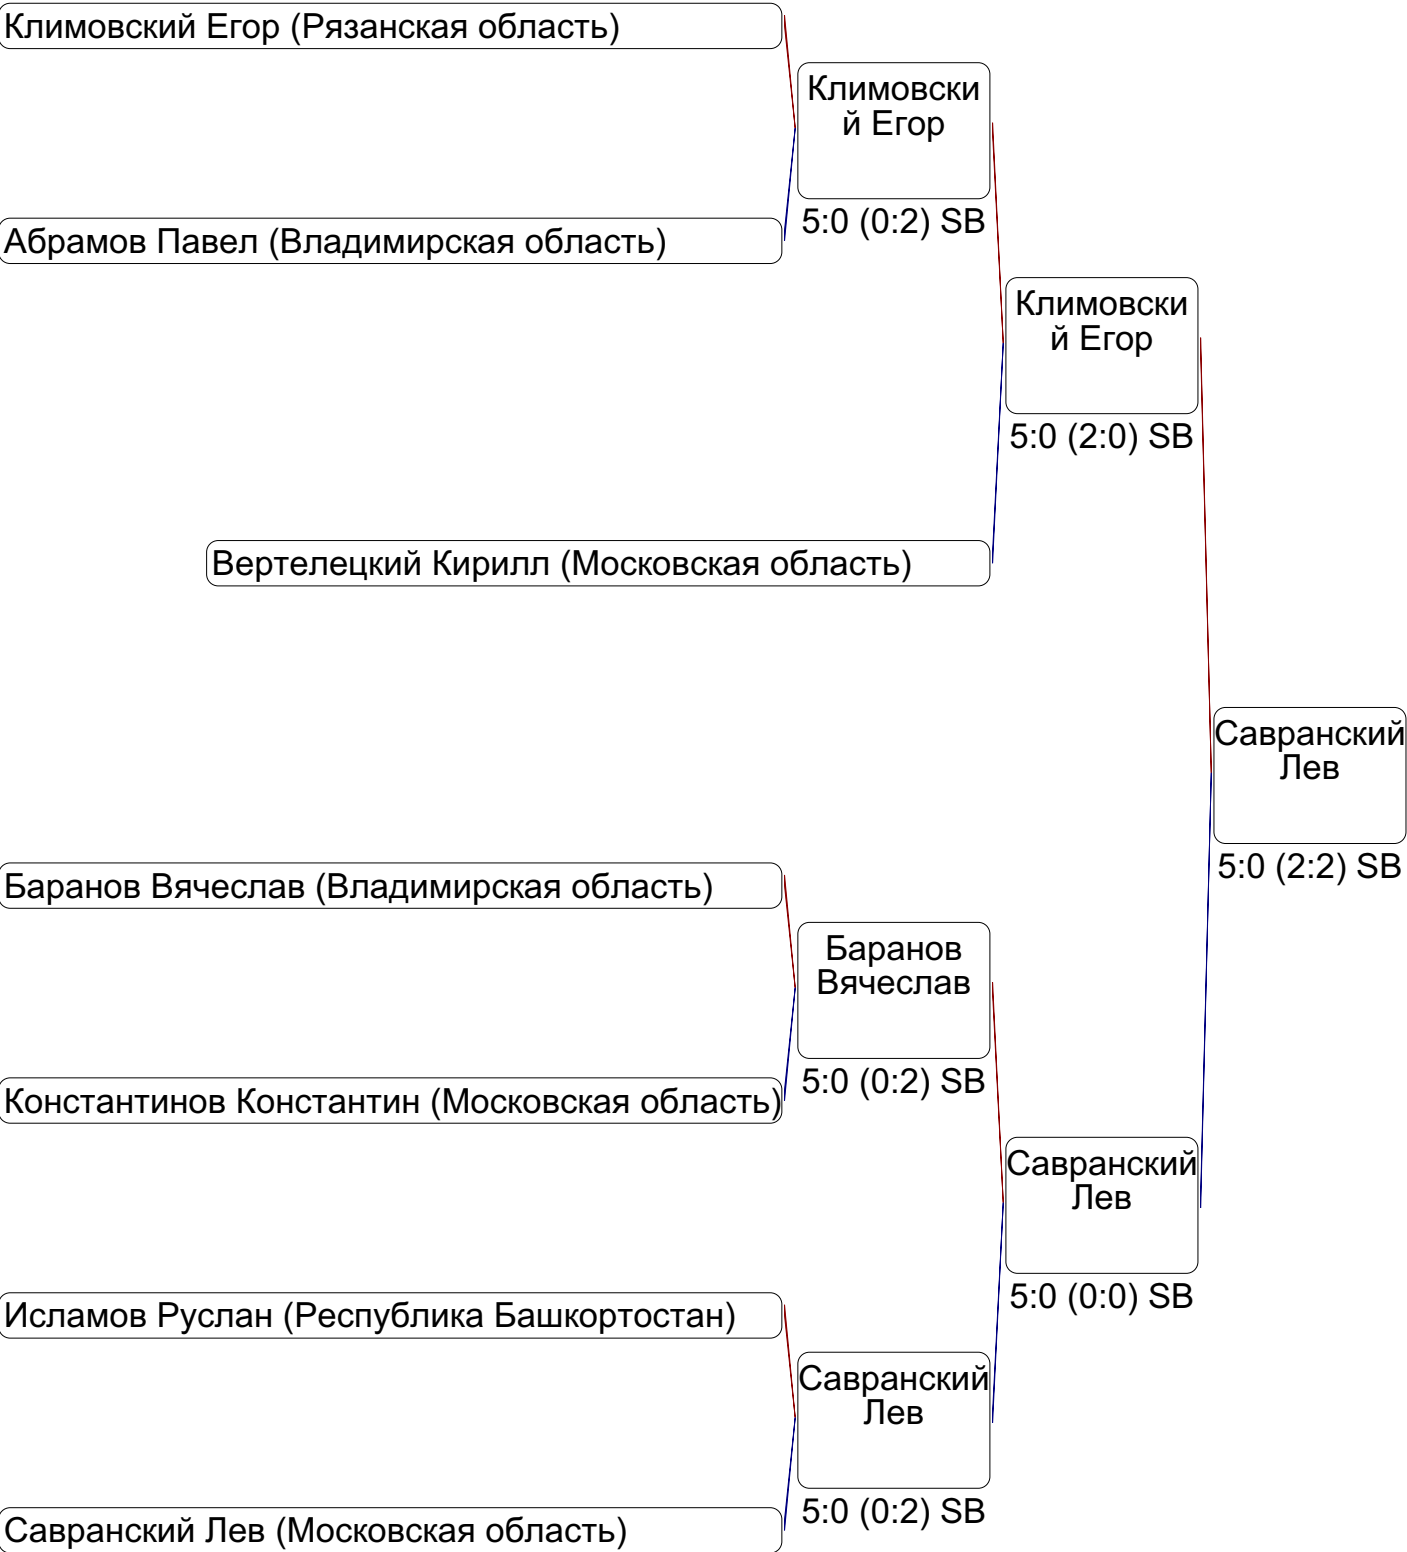 Климовский Егор (Рязанская область)
Климовски
й Егор
5:0 (0:2) SB
Абрамов Павел (Владимирская область)
Климовски
й Егор
5:0 (2:0) SB
Вертелецкий Кирилл (Московская область)
Савранский
Лев
5:0 (2:2) SB
Баранов Вячеслав (Владимирская область)
Баранов
Вячеслав
5:0 (0:2) SB
Константинов Константин (Московская область)
Савранский
Лев
5:0 (0:0) SB
Исламов Руслан (Республика Башкортостан)
Савранский
Лев
5:0 (0:2) SB
Савранский Лев (Московская область)